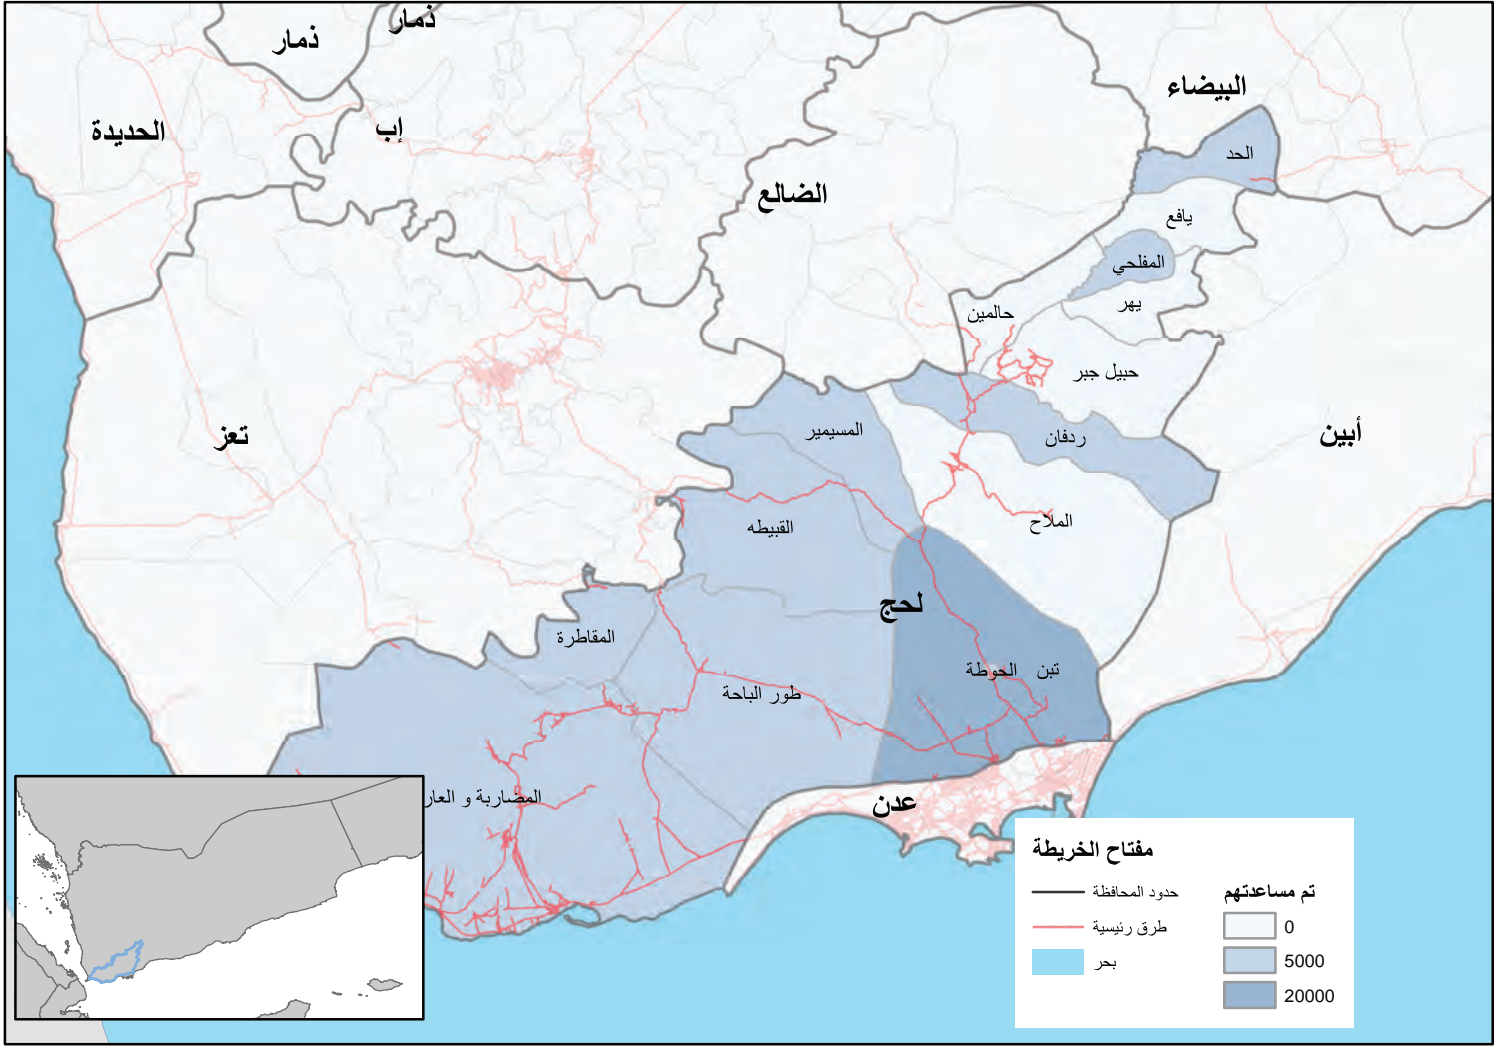 ذمار
ذمار
البيضاء
الحديدة
إب
الحد
الضالع
يافع
المفلحي
يهر
حالمين
حبيل جبر
تعز
المسيمير
ردفان
أبين
القبيطه
الملاح
لحج
المقاطرة
تبن
الحوطة
طور الباحة
المضاربة و العار
عدن
مفتاح الخريطة
حدود المحافظة
طرق رئيسية
بحر
تم مساعدتهم
0
5000
20000